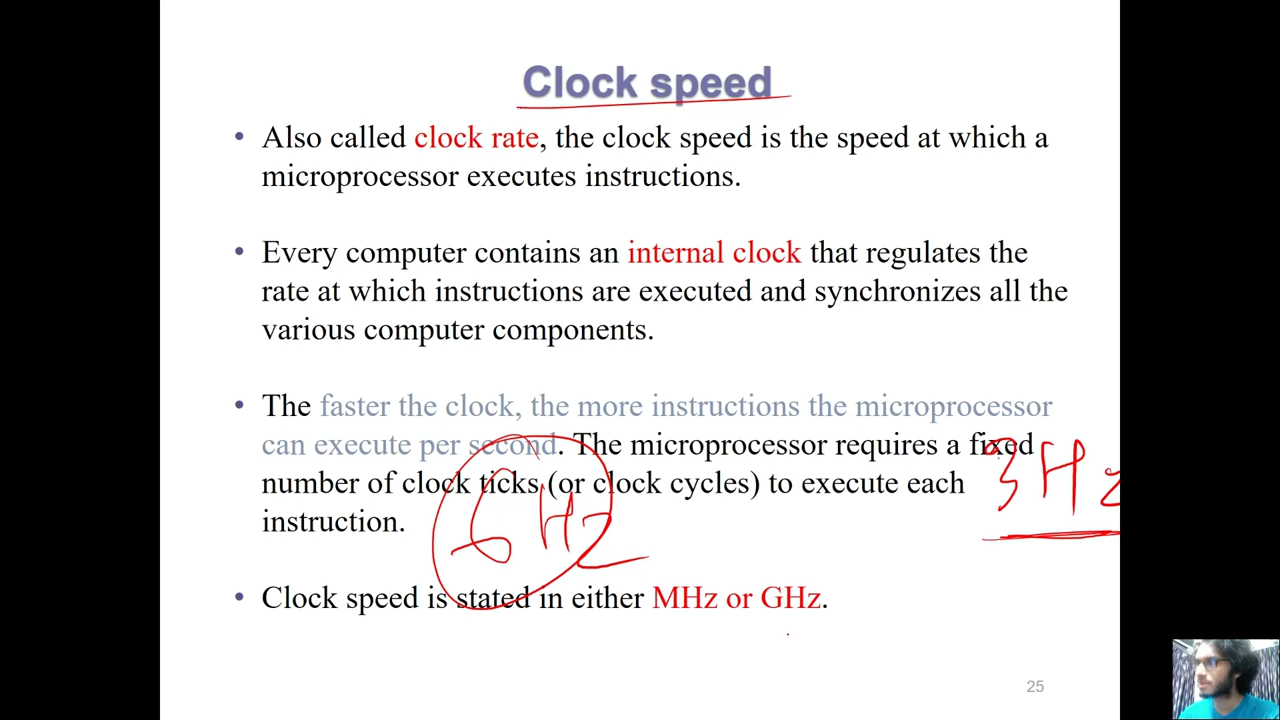 Clock speed
• Also called clock rate, the clock speed is the speed at which a
microprocessor executes instructions.
• Every computer contains an internal clock that regulates the
rate at which instructions are executed and synchronizes all the
various computer components.
• The faster the clock, the more instructions the microprocessor
can execute per second. The microprocessor requires a fixed
number of clock ticks (or clock cycles) to execute each
instruction.
3 Hz
6 Hz
• Clock speed is stated in either MHz or GHz.
25